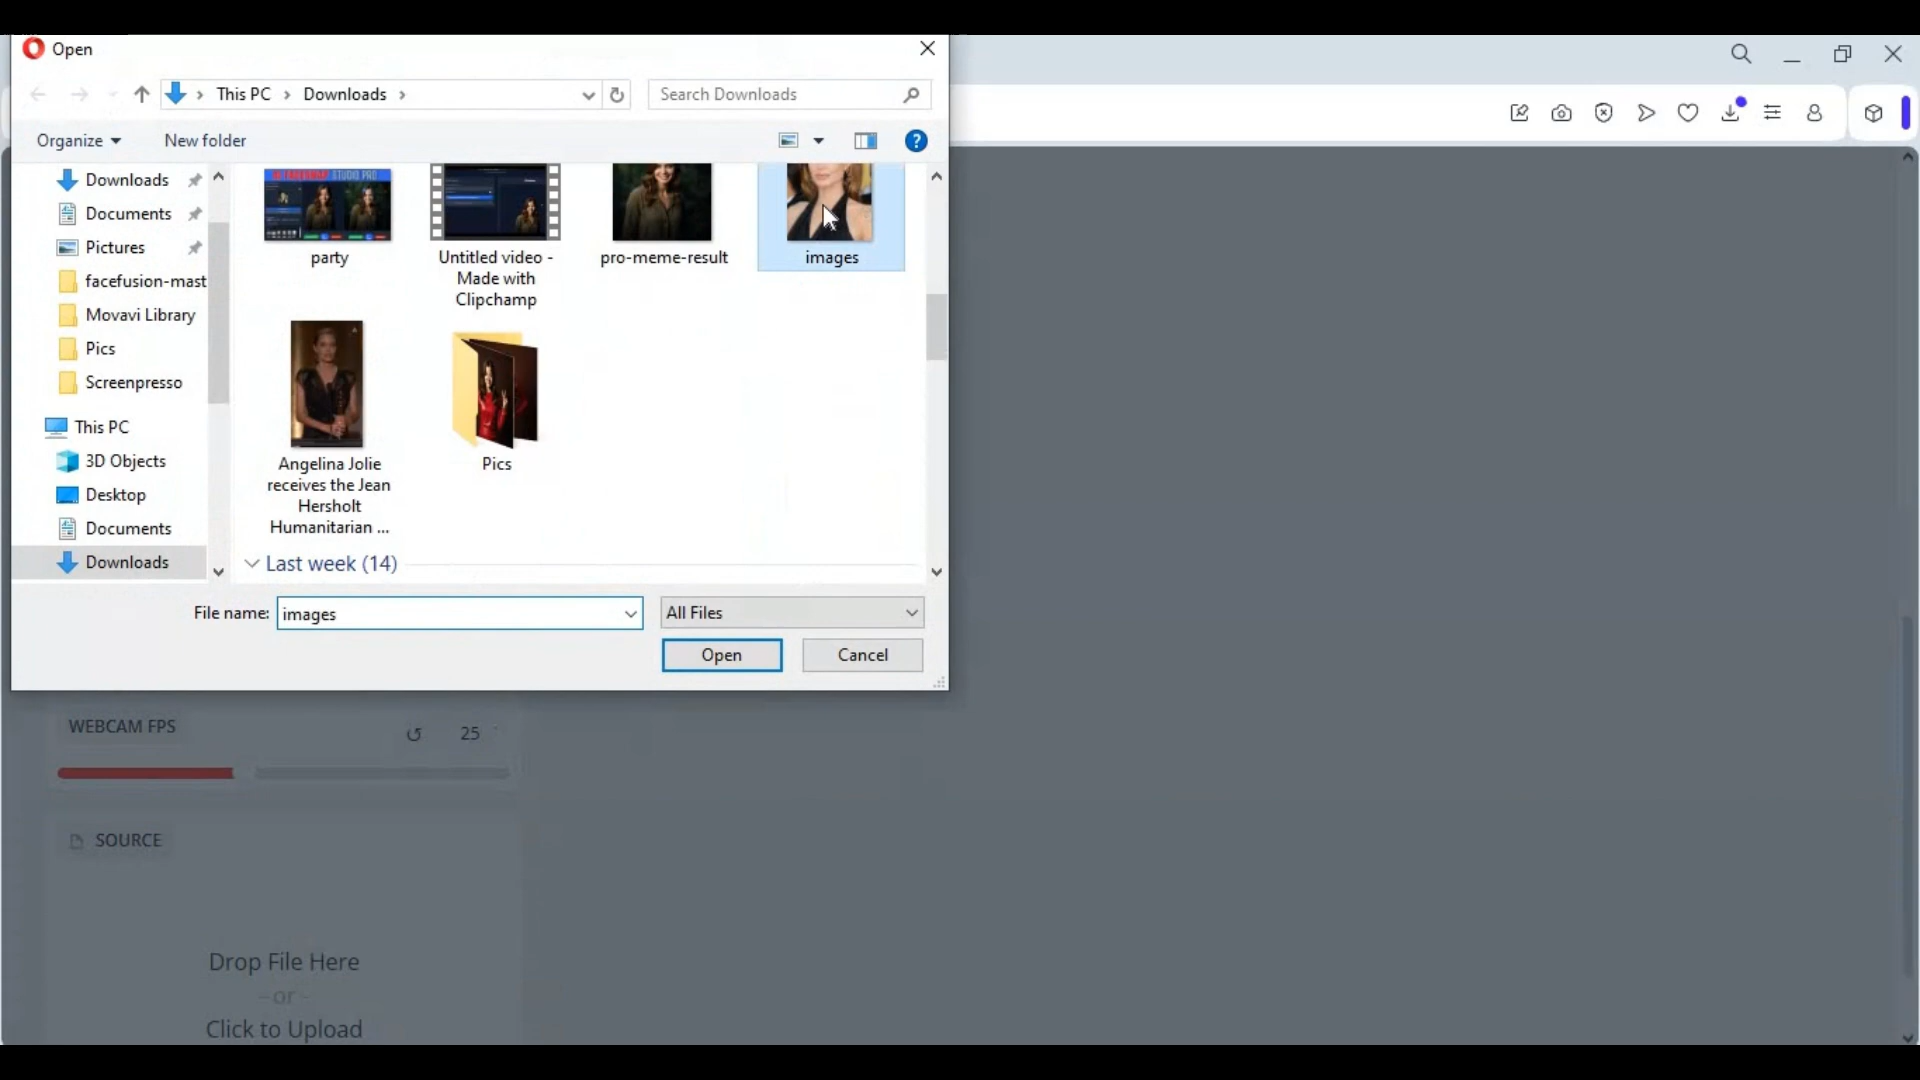 Open
This PC
Downloads
Search Downloads
Organize
New folder
Downloads
Documents
Pictures
facefusion-mast
Movavi Library
Pics
Screenpresso
This PC
3D Objects
Desktop
Documents
Downloads
STUDIO PRO
party
Untitled video -
Made with
Clipchamp
pro-meme-result
images
Angelina Jolie
receives the Jean
Hersholt
Humanitarian ...
Pics
Last week (14)
File name:
images
All Files
Open
Cancel
WEBCAM FPS
25
SOURCE
Drop File Here
- or -
Click to Upload